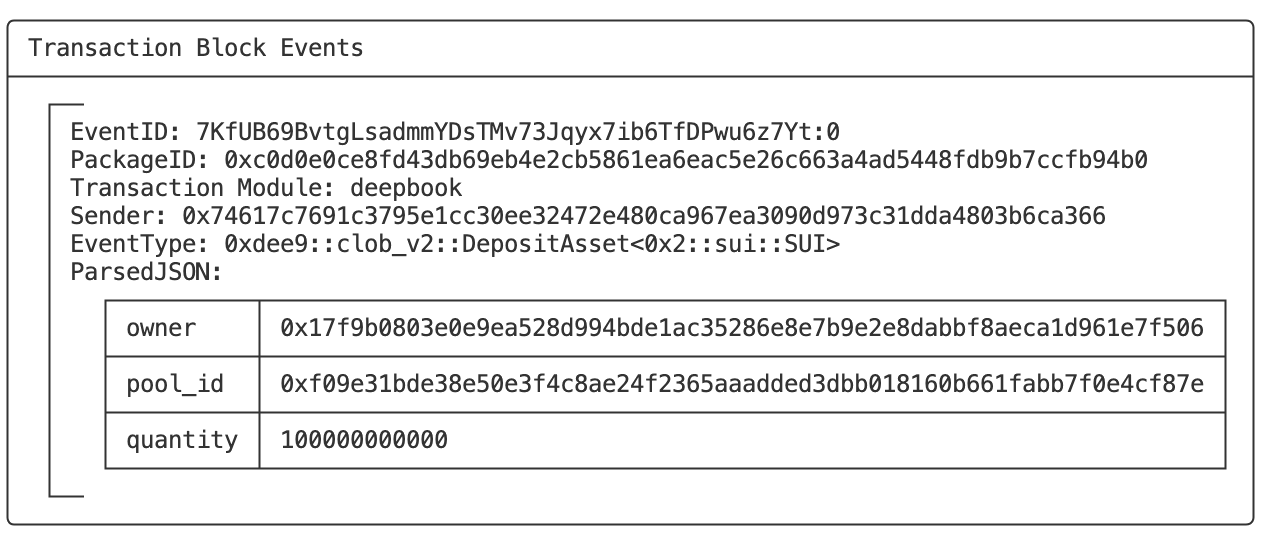 Transaction Block Events
EventID: 7KfUB69BvtgLsadmmYDsTMv73Jqyx7ib6TfDPwu6z7Yt:0
PackageID: 0xc0d0e0ce8fd43db69eb4e2cb5861ea6eac5e26c663a4ad5448fdb9b7ccfb94b0
Transaction Module: deepbook
Sender: 0x74617c7691c3795e1cc30ee32472e480ca967ea3090d973c31dda4803b6ca366
EventType: 0xdee9::clob_v2::DepositAsset<0x2::sui::SUI>
ParsedJSON:
owner 0x17f9b0803e0e9ea528d994bde1ac35286e8e7b9e2e8dabbf8aeca1d961e7f506
pool_id 0xf09e31bde38e50e3f4c8ae24f2365aaadded3dbb018160b661fabb7f0e4cf87e
quantity 100000000000